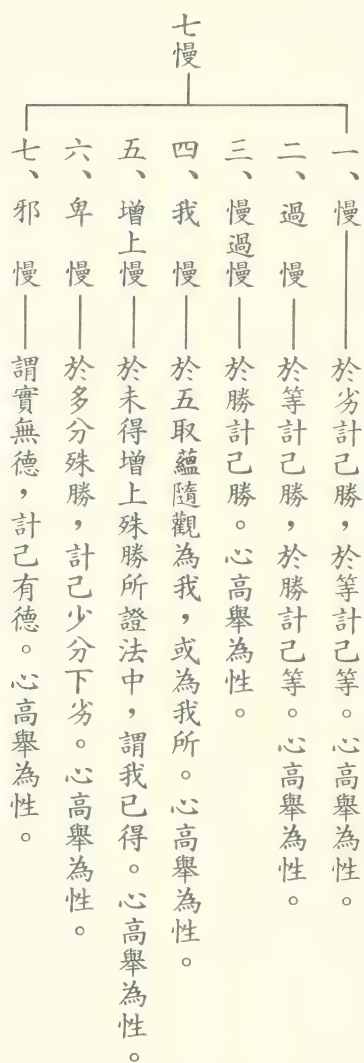 七慢
一、慢——於劣計己勝，於等計己等。心高舉為性。
二、過慢——於等計己勝，於勝計己等。心高舉為性。
三、慢過慢——於勝計己勝。心高舉為性。
四、我慢——於五取蘊隨觀為我，或為我所。心高舉為性。
五、增上慢——於未得增上殊勝所證法中，謂我已得。心高舉為性。
六、卑慢——於多分殊勝，計己少分下劣。心高舉為性。
七、邪慢——謂實無德，計己有德。心高舉為性。